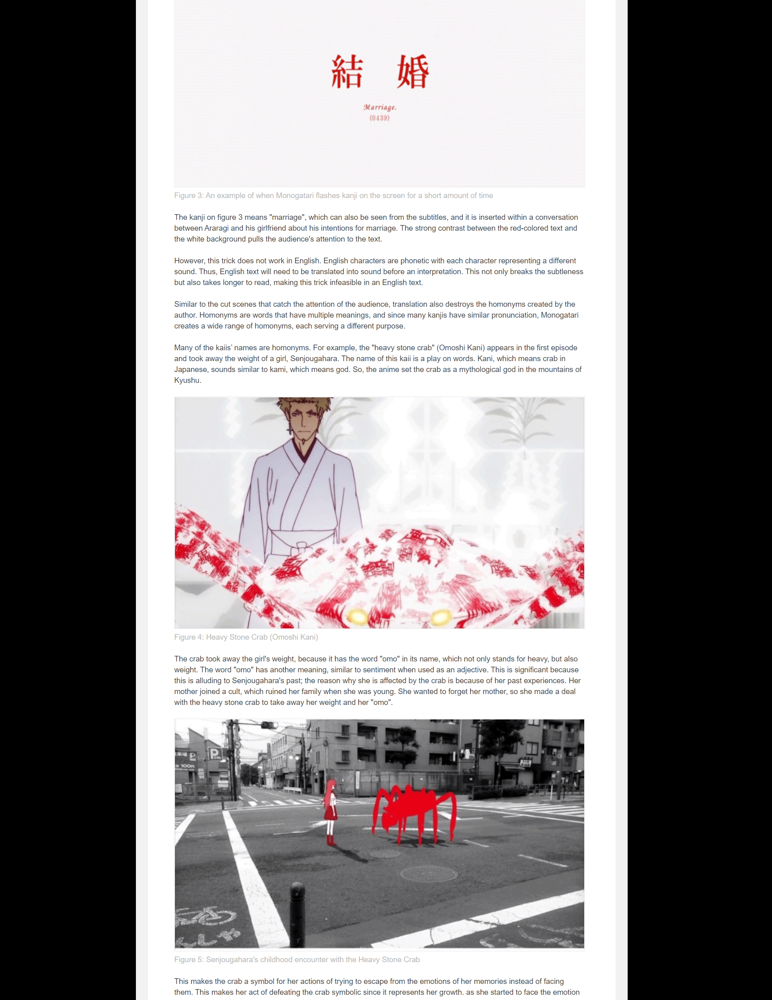 結 婚
Marriage.
(0439)
Figure 3: An example of when Monogatari flashes kanji on the screen for a short amount of time
The kanji on figure 3 means "marriage", which can also be seen from the subtitles, and it is inserted within a conversation
between Araragi and his girlfriend about his intentions for marriage. The strong contrast between the red-colored text and
the white background pulls the audience's attention to the text.
However, this trick does not work in English. English characters are phonetic with each character representing a different
sound. Thus, English text will need to be translated into sound before an interpretation. This not only breaks the subtleness
but also takes longer to read, making this trick infeasible in an English text.
Similar to the cut scenes that catch the attention of the audience, translation also destroys the homonyms created by the
author. Homonyms are words that have multiple meanings, and since many kanjis have similar pronunciation, Monogatari
creates a wide range of homonyms, each serving a different purpose.
Many of the kaiis’ names are homonyms. For example, the "heavy stone crab" (Omoshi Kani) appears in the first episode
and took away the weight of a girl, Senjougahara. The name of this kaii is a play on words. Kani, which means crab in
Japanese, sounds similar to kami, which means god. So, the anime set the crab as a mythological god in the mountains of
Kyushu.
Figure 4: Heavy Stone Crab (Omoshi Kani)
The crab took away the girl's weight, because it has the word "omo" in its name, which not only stands for heavy, but also
weight. The word "omo" has another meaning, similar to sentiment when used as an adjective. This is significant because
this is alluding to Senjougahara's past; the reason why she is affected by the crab is because of her past experiences. Her
mother joined a cult, which ruined her family when she was young. She wanted to forget her mother, so she made a deal
with the heavy stone crab to take away her weight and her "omo".
P
P
24h
100円
Figure 5: Senjougahara's childhood encounter with the Heavy Stone Crab
This makes the crab a symbol for her actions of trying to escape from the emotions of her memories instead of facing
them. This makes her act of defeating the crab symbolic since it represents her growth. as she started to face the emotion